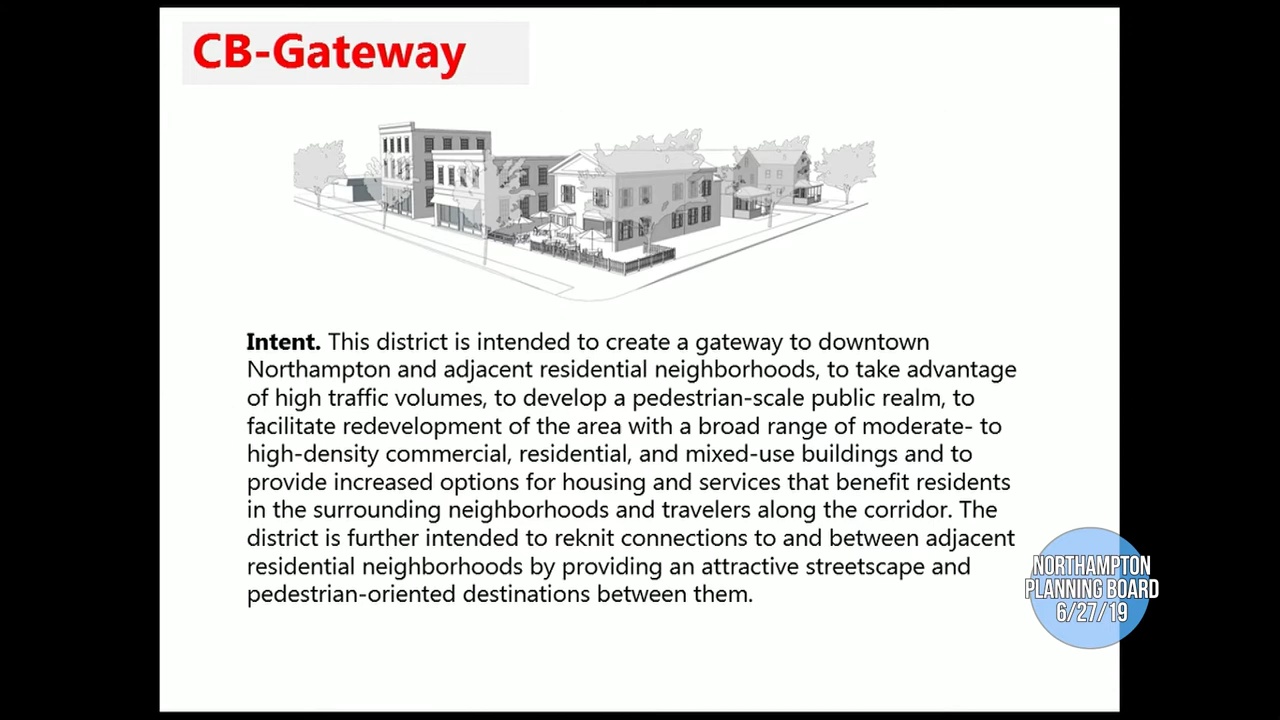 CB-Gateway
Intent. This district is intended to create a gateway to downtown
Northampton and adjacent residential neighborhoods, to take advantage
of high traffic volumes, to develop a pedestrian-scale public realm, to
facilitate redevelopment of the area with a broad range of moderate- to
high-density commercial, residential, and mixed-use buildings and to
provide increased options for housing and services that benefit residents
in the surrounding neighborhoods and travelers along the corridor. The
district is further intended to reknit connections to and between adjacent
residential neighborhoods by providing an attractive streetscape and
pedestrian-oriented destinations between them.
NORTHAMPTON
PLANNING BOARD
6/27/19